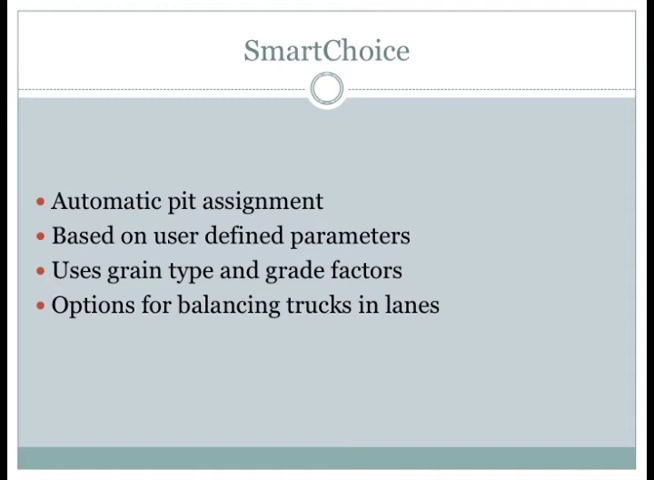 SmartChoice
• Automatic pit assignment
• Based on user defined parameters
• Uses grain type and grade factors
• Options for balancing trucks in lanes